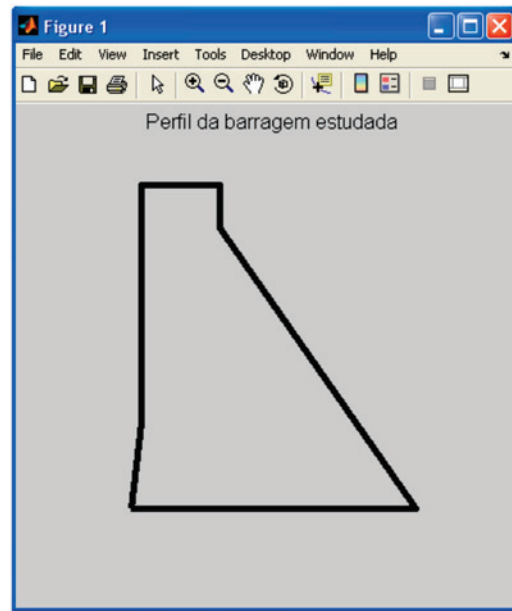 Figure 1
File Edit View Insert Tools Desktop Window Help
Perfil da barragem estudada